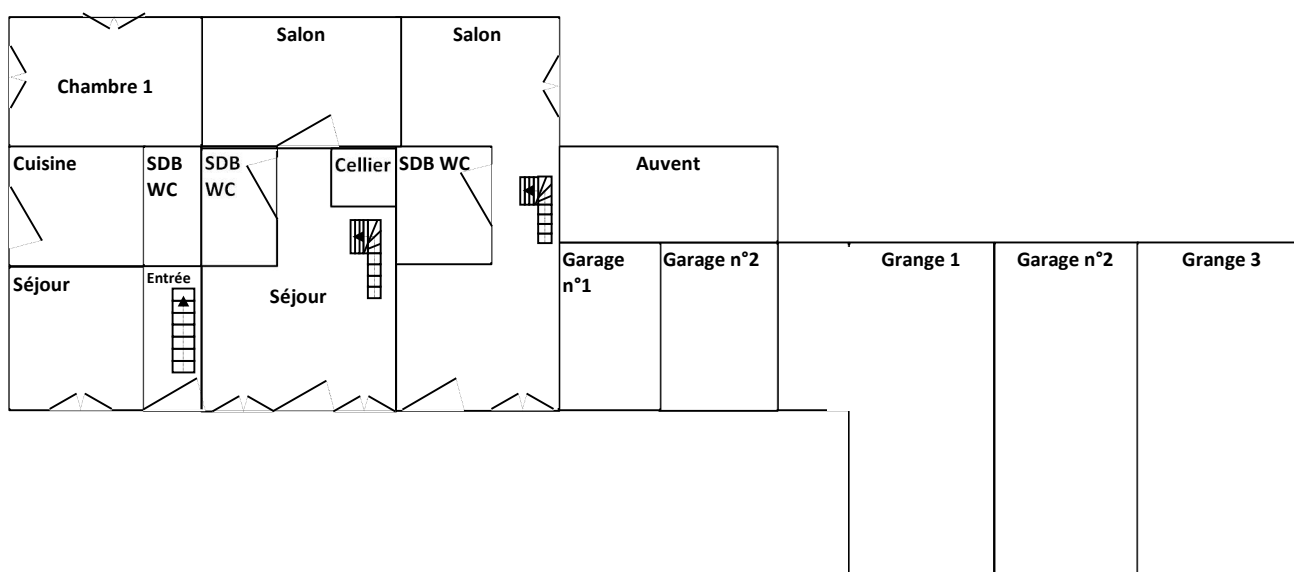 Salon
Salon
Chambre 1
Cuisine
SDB
WC
SDB
WC
Cellier
SDB WC
Auvent
Garage
n°1
Garage n°2
Grange 1
Garage n°2
Grange 3
Séjour
Entrée
Séjour